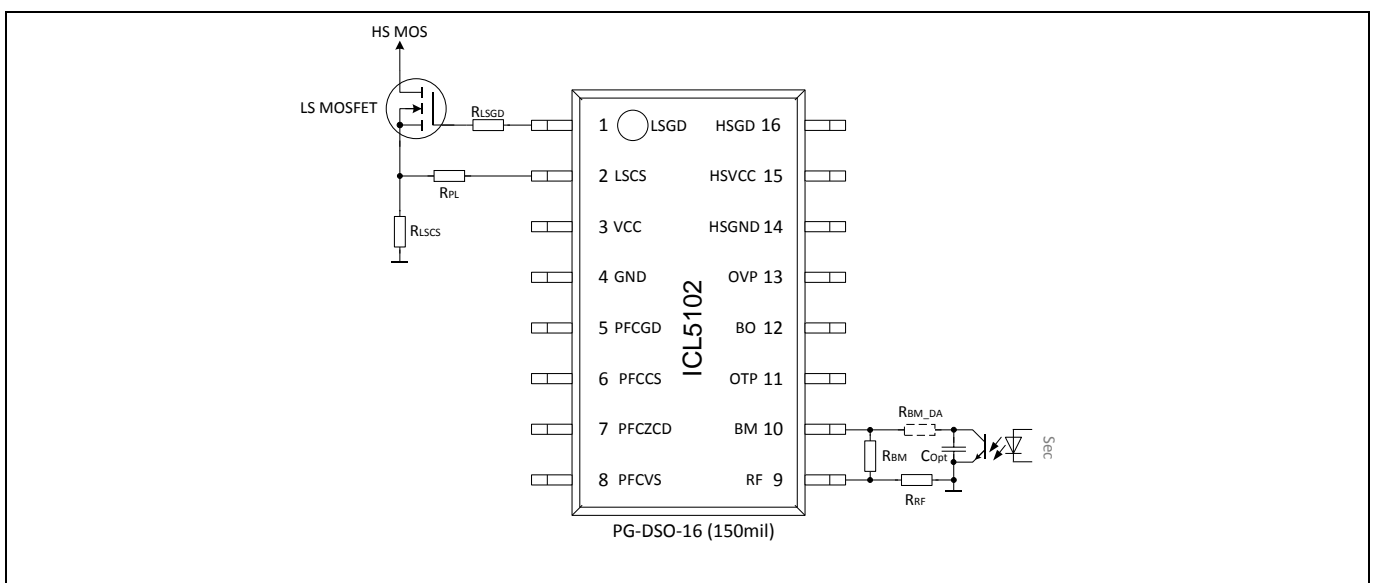 HS MOS
LS MOSFET
RLSGD
RPL
RLSCS
1 LSGD
2 LSCS
3 VCC
4 GND
5 PFCGD
6 PFCCS
7 PFCZCD
8 PFCVS
ICL5102
HSGD 16
HSVCC 15
HSGND 14
OVP 13
BO 12
OTP 11
BM 10
RF 9
RBM_DA
RBM
COpt
RRF
Sec
PG-DSO-16 (150mil)